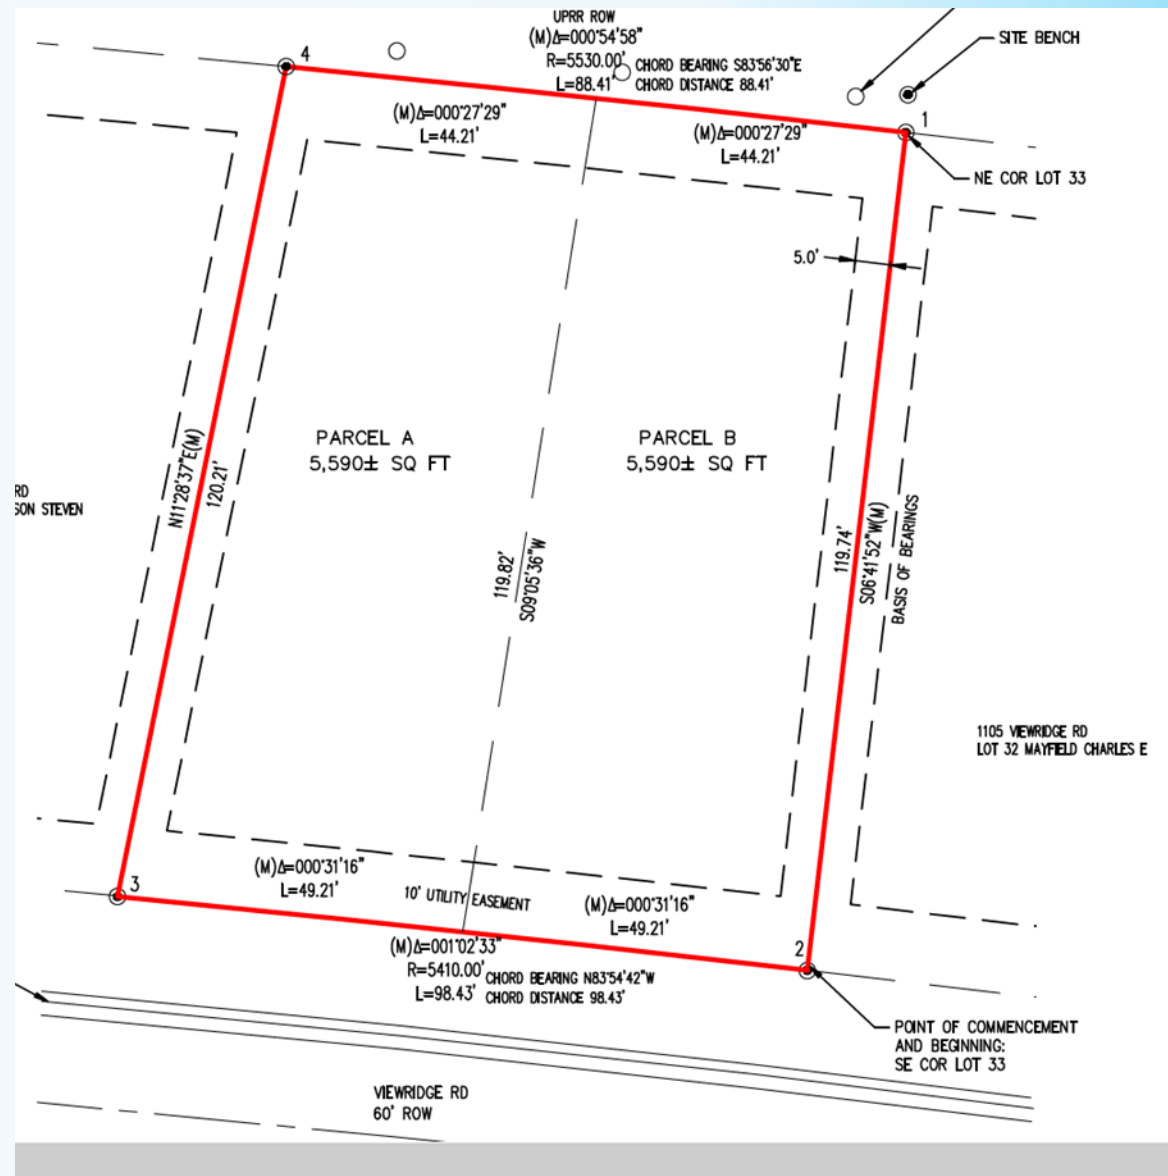 UPRR ROW
(M)Δ=000°54'58"
R=5530.00'
L=88.41'
CHORD BEARING S83°56'30"E
CHORD DISTANCE 88.41'
SITE BENCH
4
1
(M)Δ=000°27'29"
L=44.21'
(M)Δ=000°27'29"
L=44.21'
NE COR LOT 33
5.0'
PARCEL A
5,590± SQ FT
PARCEL B
5,590± SQ FT
N11°28'37"E(M)
120.21'
RD
SON STEVEN
119.82'
S09°05'36"W
119.74'
S06°41'52"W(M)
BASIS OF BEARINGS
1105 VIEWRIDGE RD
LOT 32 MAYFIELD CHARLES E
3
(M)Δ=000°31'16"
L=49.21'
10' UTILITY EASEMENT
(M)Δ=000°31'16"
L=49.21'
2
(M)Δ=001°02'33"
R=5410.00'
L=98.43'
CHORD BEARING N83°54'42"W
CHORD DISTANCE 98.43'
POINT OF COMMENCEMENT
AND BEGINNING:
SE COR LOT 33
VIEWRIDGE RD
60' ROW